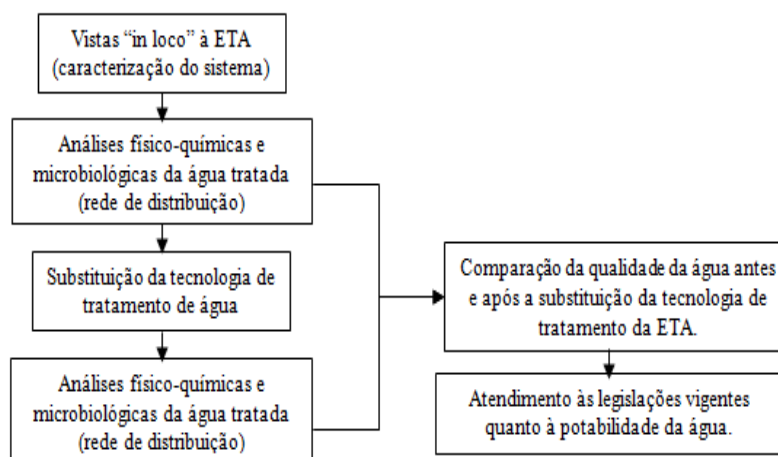 Vistas “in loco” à ETA
(caracterização do sistema)
Análises físico-químicas e
microbiológicas da água tratada
(rede de distribuição)
Substituição da tecnologia de
tratamento de água
Análises físico-químicas e
microbiológicas da água tratada
(rede de distribuição)
Comparação da qualidade da água antes
e após a substituição da tecnologia de
tratamento da ETA.
Atendimento às legislações vigentes
quanto à potabilidade da água.